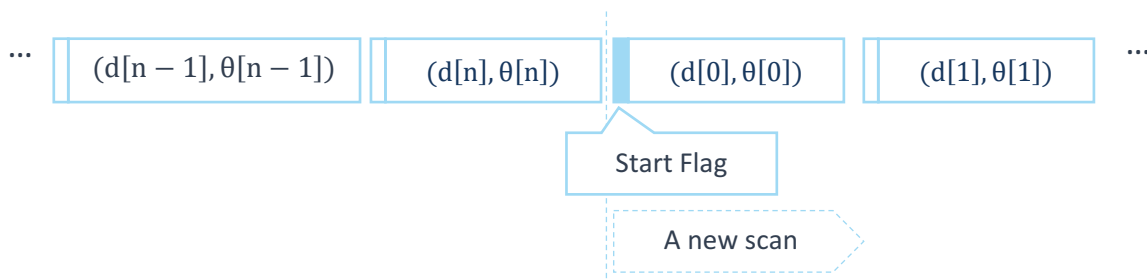 ... (d[n − 1], θ[n − 1]) (d[n], θ[n]) (d[0], θ[0]) (d[1], θ[1]) ...
Start Flag
A new scan